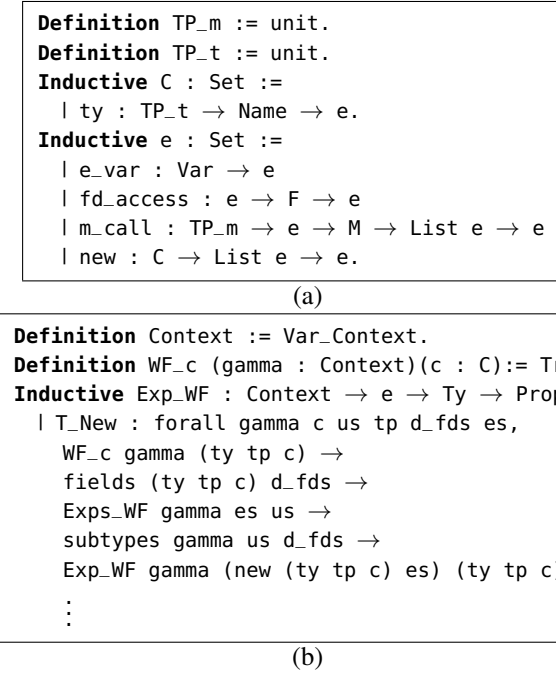 Definition TP_m := unit.
Definition TP_t := unit.
Inductive C : Set :=
| ty : TP_t → Name → e.
Inductive e : Set :=
| e_var : Var → e
| fd_access : e → F → e
| m_call : TP_m → e → M → List e → e
| new : C → List e → e.
(a)
Definition Context := Var_Context.
Definition WF_c (gamma : Context)(c : C):=
Inductive Exp_WF : Context → e → Ty →
| T_New : forall gamma c us tp d_fds es,
WF_c gamma (ty tp c) →
fields (ty tp c) d_fds →
Exps_WF gamma es us →
subtypes gamma us d_fds →
Exp_WF gamma (new (ty tp c) es) (ty tp c
⋮
(b)